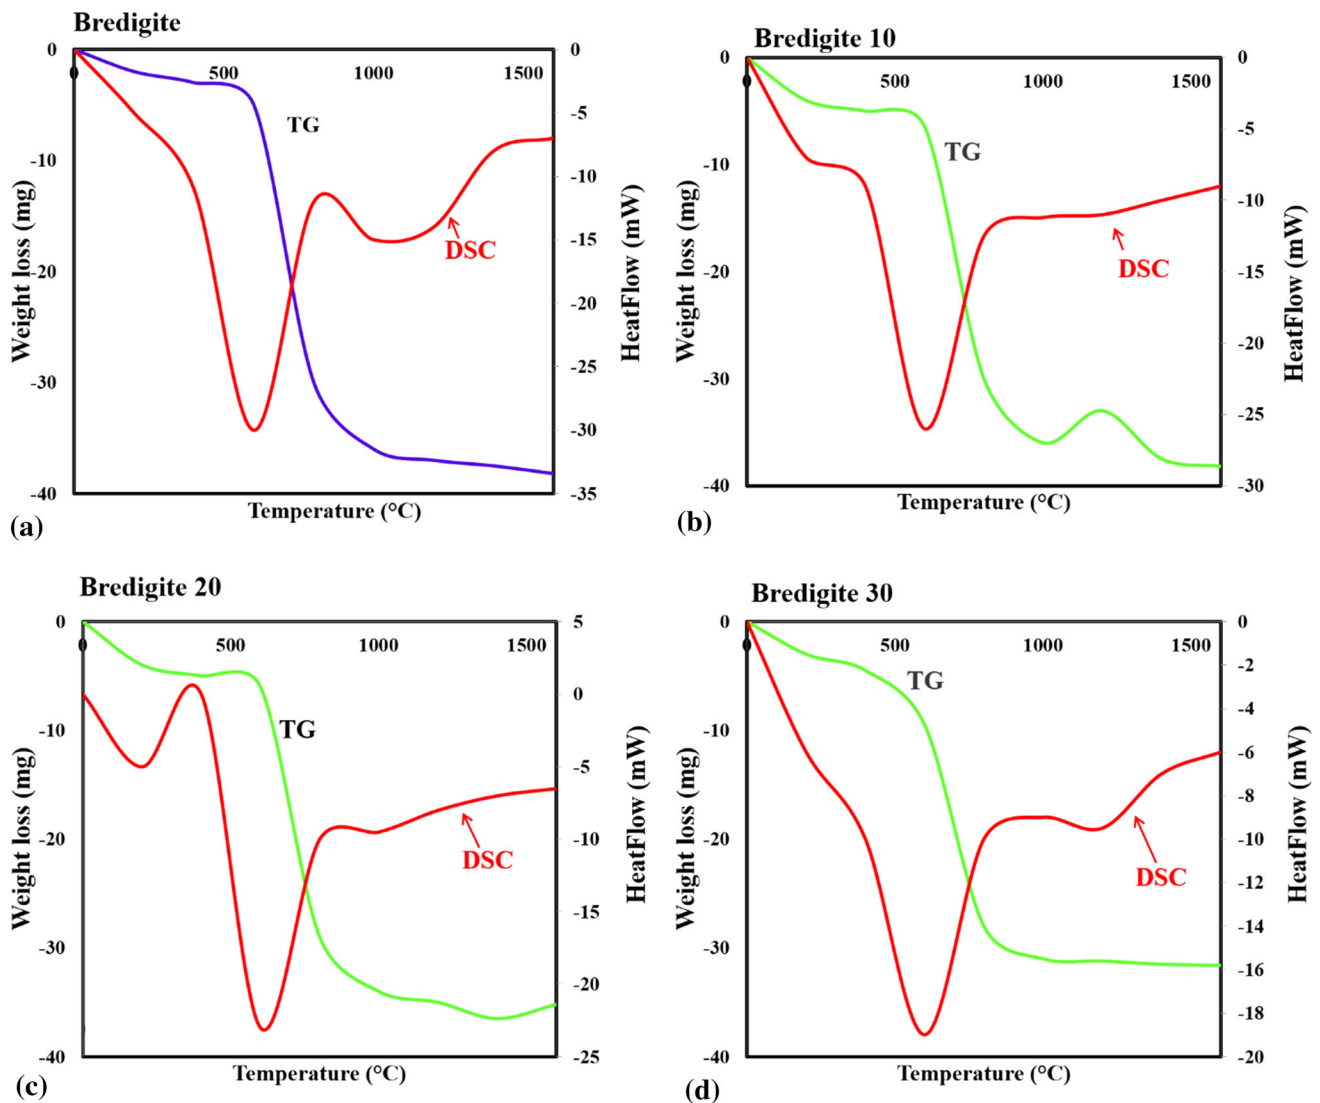 Bredigite
0
0
0
500
1000
1500
TG
-5
-10
-10
-15
DSC
-20
-20
-25
-30
-30
-40
-35
Weight loss (mg)
HeatFlow (mW)
Temperature (°C)
(a)
Bredigite 10
0
0
0
500
1000
1500
-5
TG
-10
-10
-15
DSC
-20
-20
-30
-25
-40
-30
Weight loss (mg)
HeatFlow (mW)
Temperature (°C)
(b)
Bredigite 20
0
5
0
500
1000
1500
0
TG
-10
-5
-20
-10
DSC
-15
-30
-20
-40
-25
Weight loss (mg)
HeatFlow (mW)
Temperature (°C)
(c)
Bredigite 30
0
0
0
500
1000
1500
-2
TG
-4
-10
-6
-8
-20
-10
DSC
-12
-14
-30
-16
-18
-40
-20
Weight loss (mg)
HeatFlow (mW)
Temperature (°C)
(d)